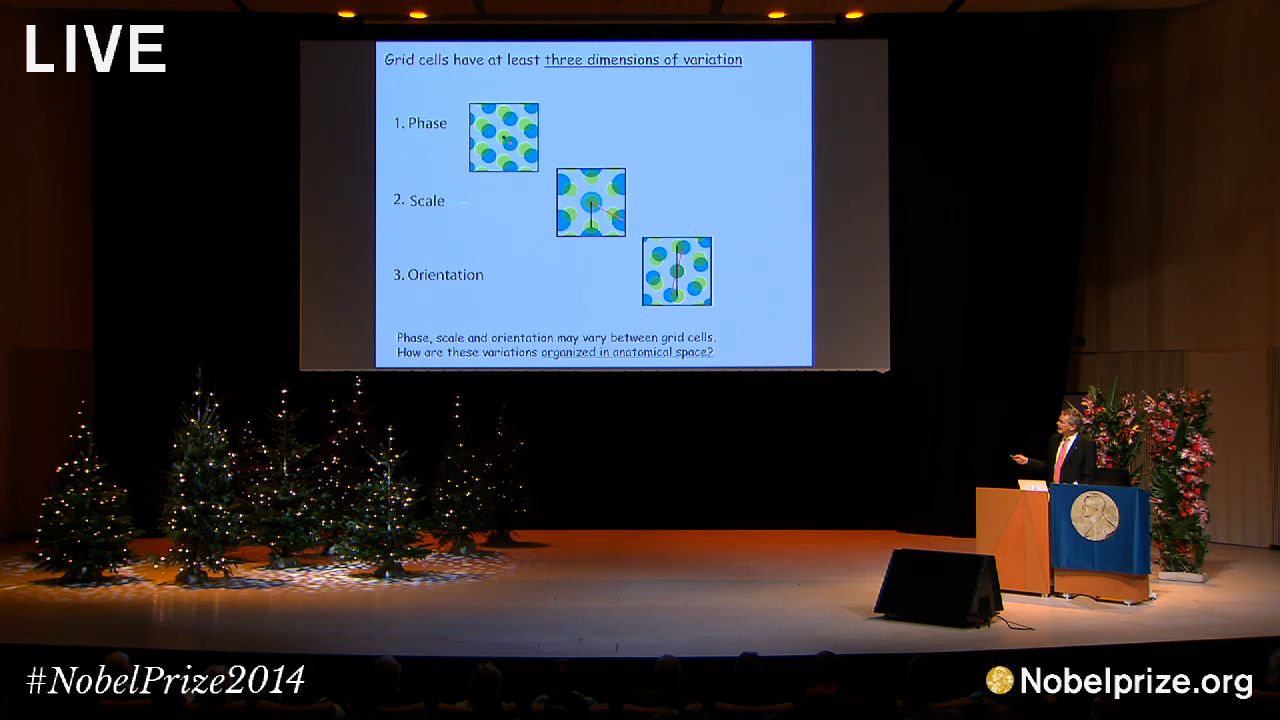 LIVE
Grid cells have at least three dimensions of variation
1. Phase
2. Scale
3. Orientation
Phase, scale and orientation may vary between grid cells.
How are these variations organized in anatomical space?
#NobelPrize2014
Nobelprize.org